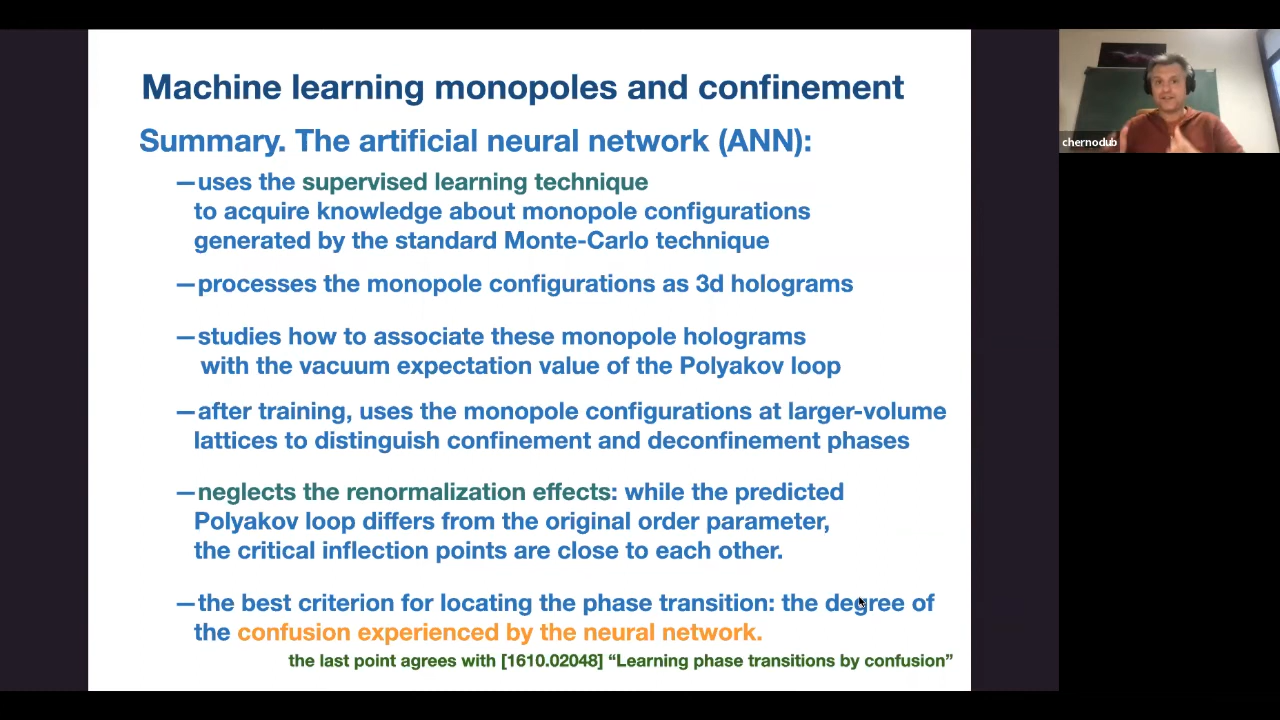 Machine learning monopoles and confinement
Summary. The artificial neural network (ANN):
—uses the supervised learning technique
to acquire knowledge about monopole configurations
generated by the standard Monte-Carlo technique
—processes the monopole configurations as 3d holograms
—studies how to associate these monopole holograms
with the vacuum expectation value of the Polyakov loop
—after training, uses the monopole configurations at larger-volume
lattices to distinguish confinement and deconfinement phases
—neglects the renormalization effects: while the predicted
Polyakov loop differs from the original order parameter,
the critical inflection points are close to each other.
—the best criterion for locating the phase transition: the degree of
the confusion experienced by the neural network.
the last point agrees with [1610.02048] “Learning phase transitions by confusion”
chernodub